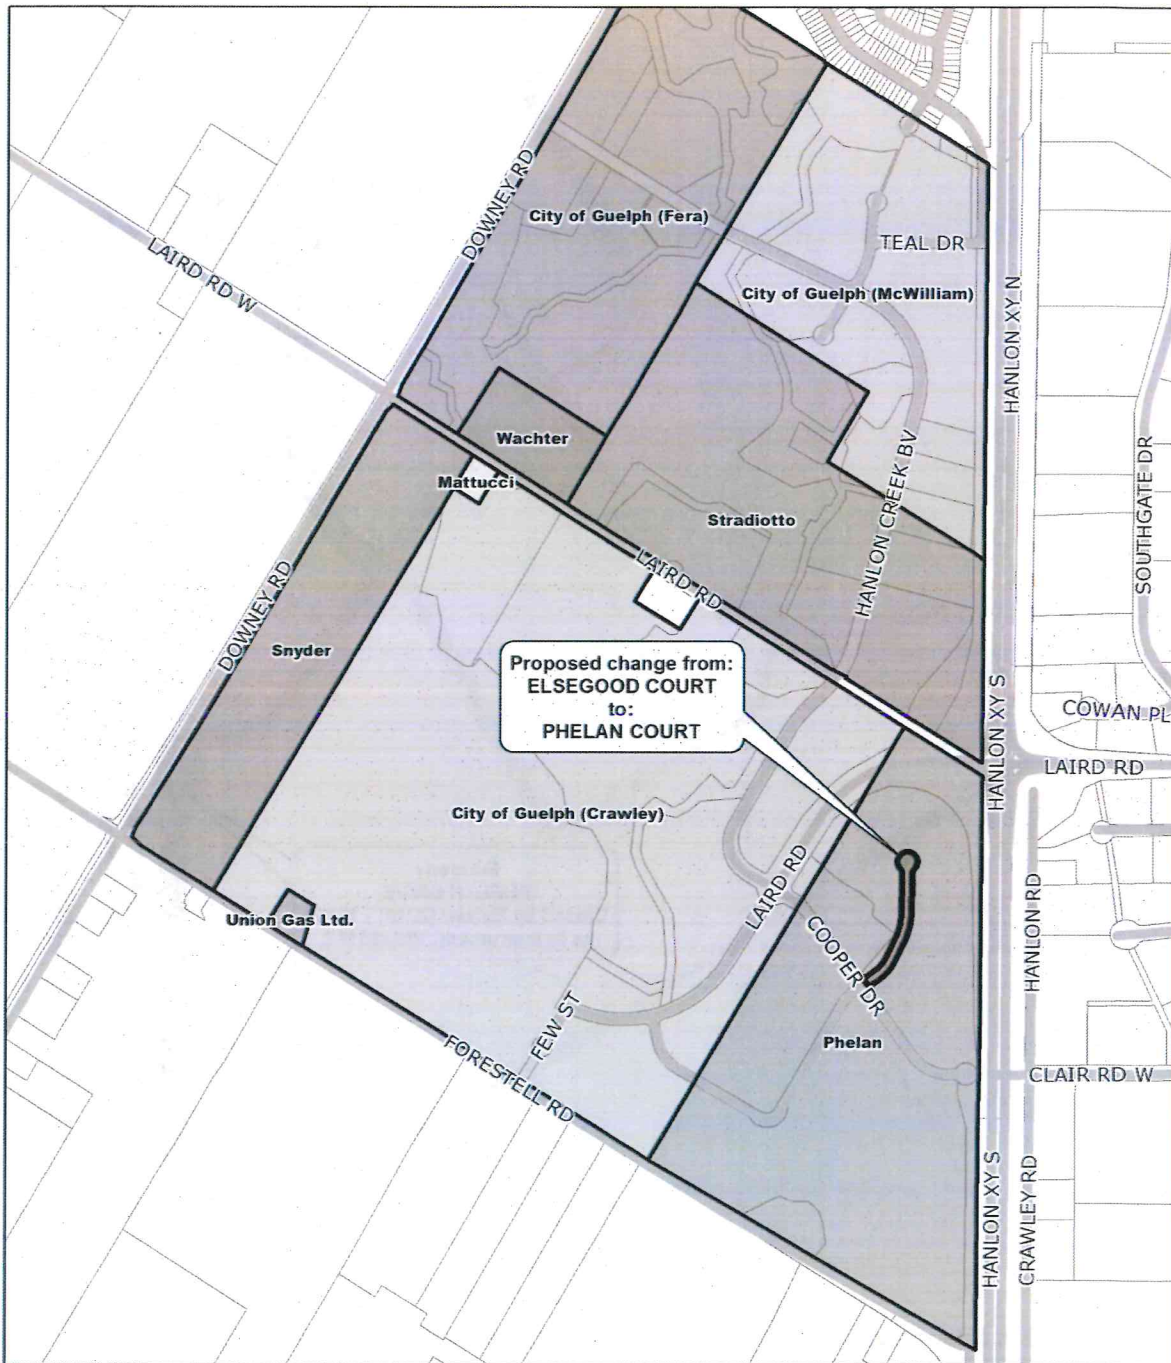 DOWNEY RD
City of Guelph (Fera)
LAIRD RD W
TEAL DR
City of Guelph (McWilliam)
HANLON XY N
Wachter
Mattucci
HANLON CREEK BV
SOUTHGATE DR
Stradiotto
LAIRD RD
DOWNEY RD
Snyder
Proposed change from:
ELSEGOOD COURT
to:
PHELAN COURT
HANLON XY S
COWAN PL
LAIRD RD
City of Guelph (Crawley)
LAIRD RD
Union Gas Ltd.
COOPER DR
HANLON RD
FEW ST
Phelan
FORESTELL RD
CLAIR RD W
HANLON XY S
CRAWLEY RD